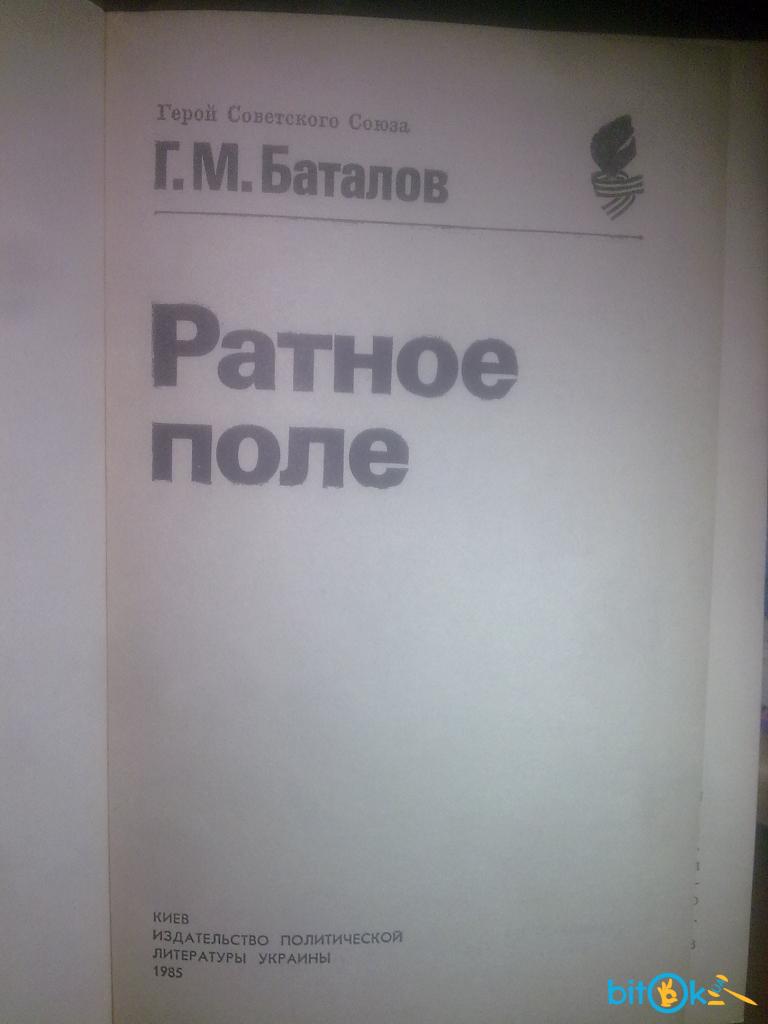 Герой Советского Союза
Г.М.Баталов
Ратное
поле
КИЕВ
ИЗДАТЕЛЬСТВО ПОЛИТИЧЕСКОЙ
ЛИТЕРАТУРЫ УКРАИНЫ
1985
bitOk